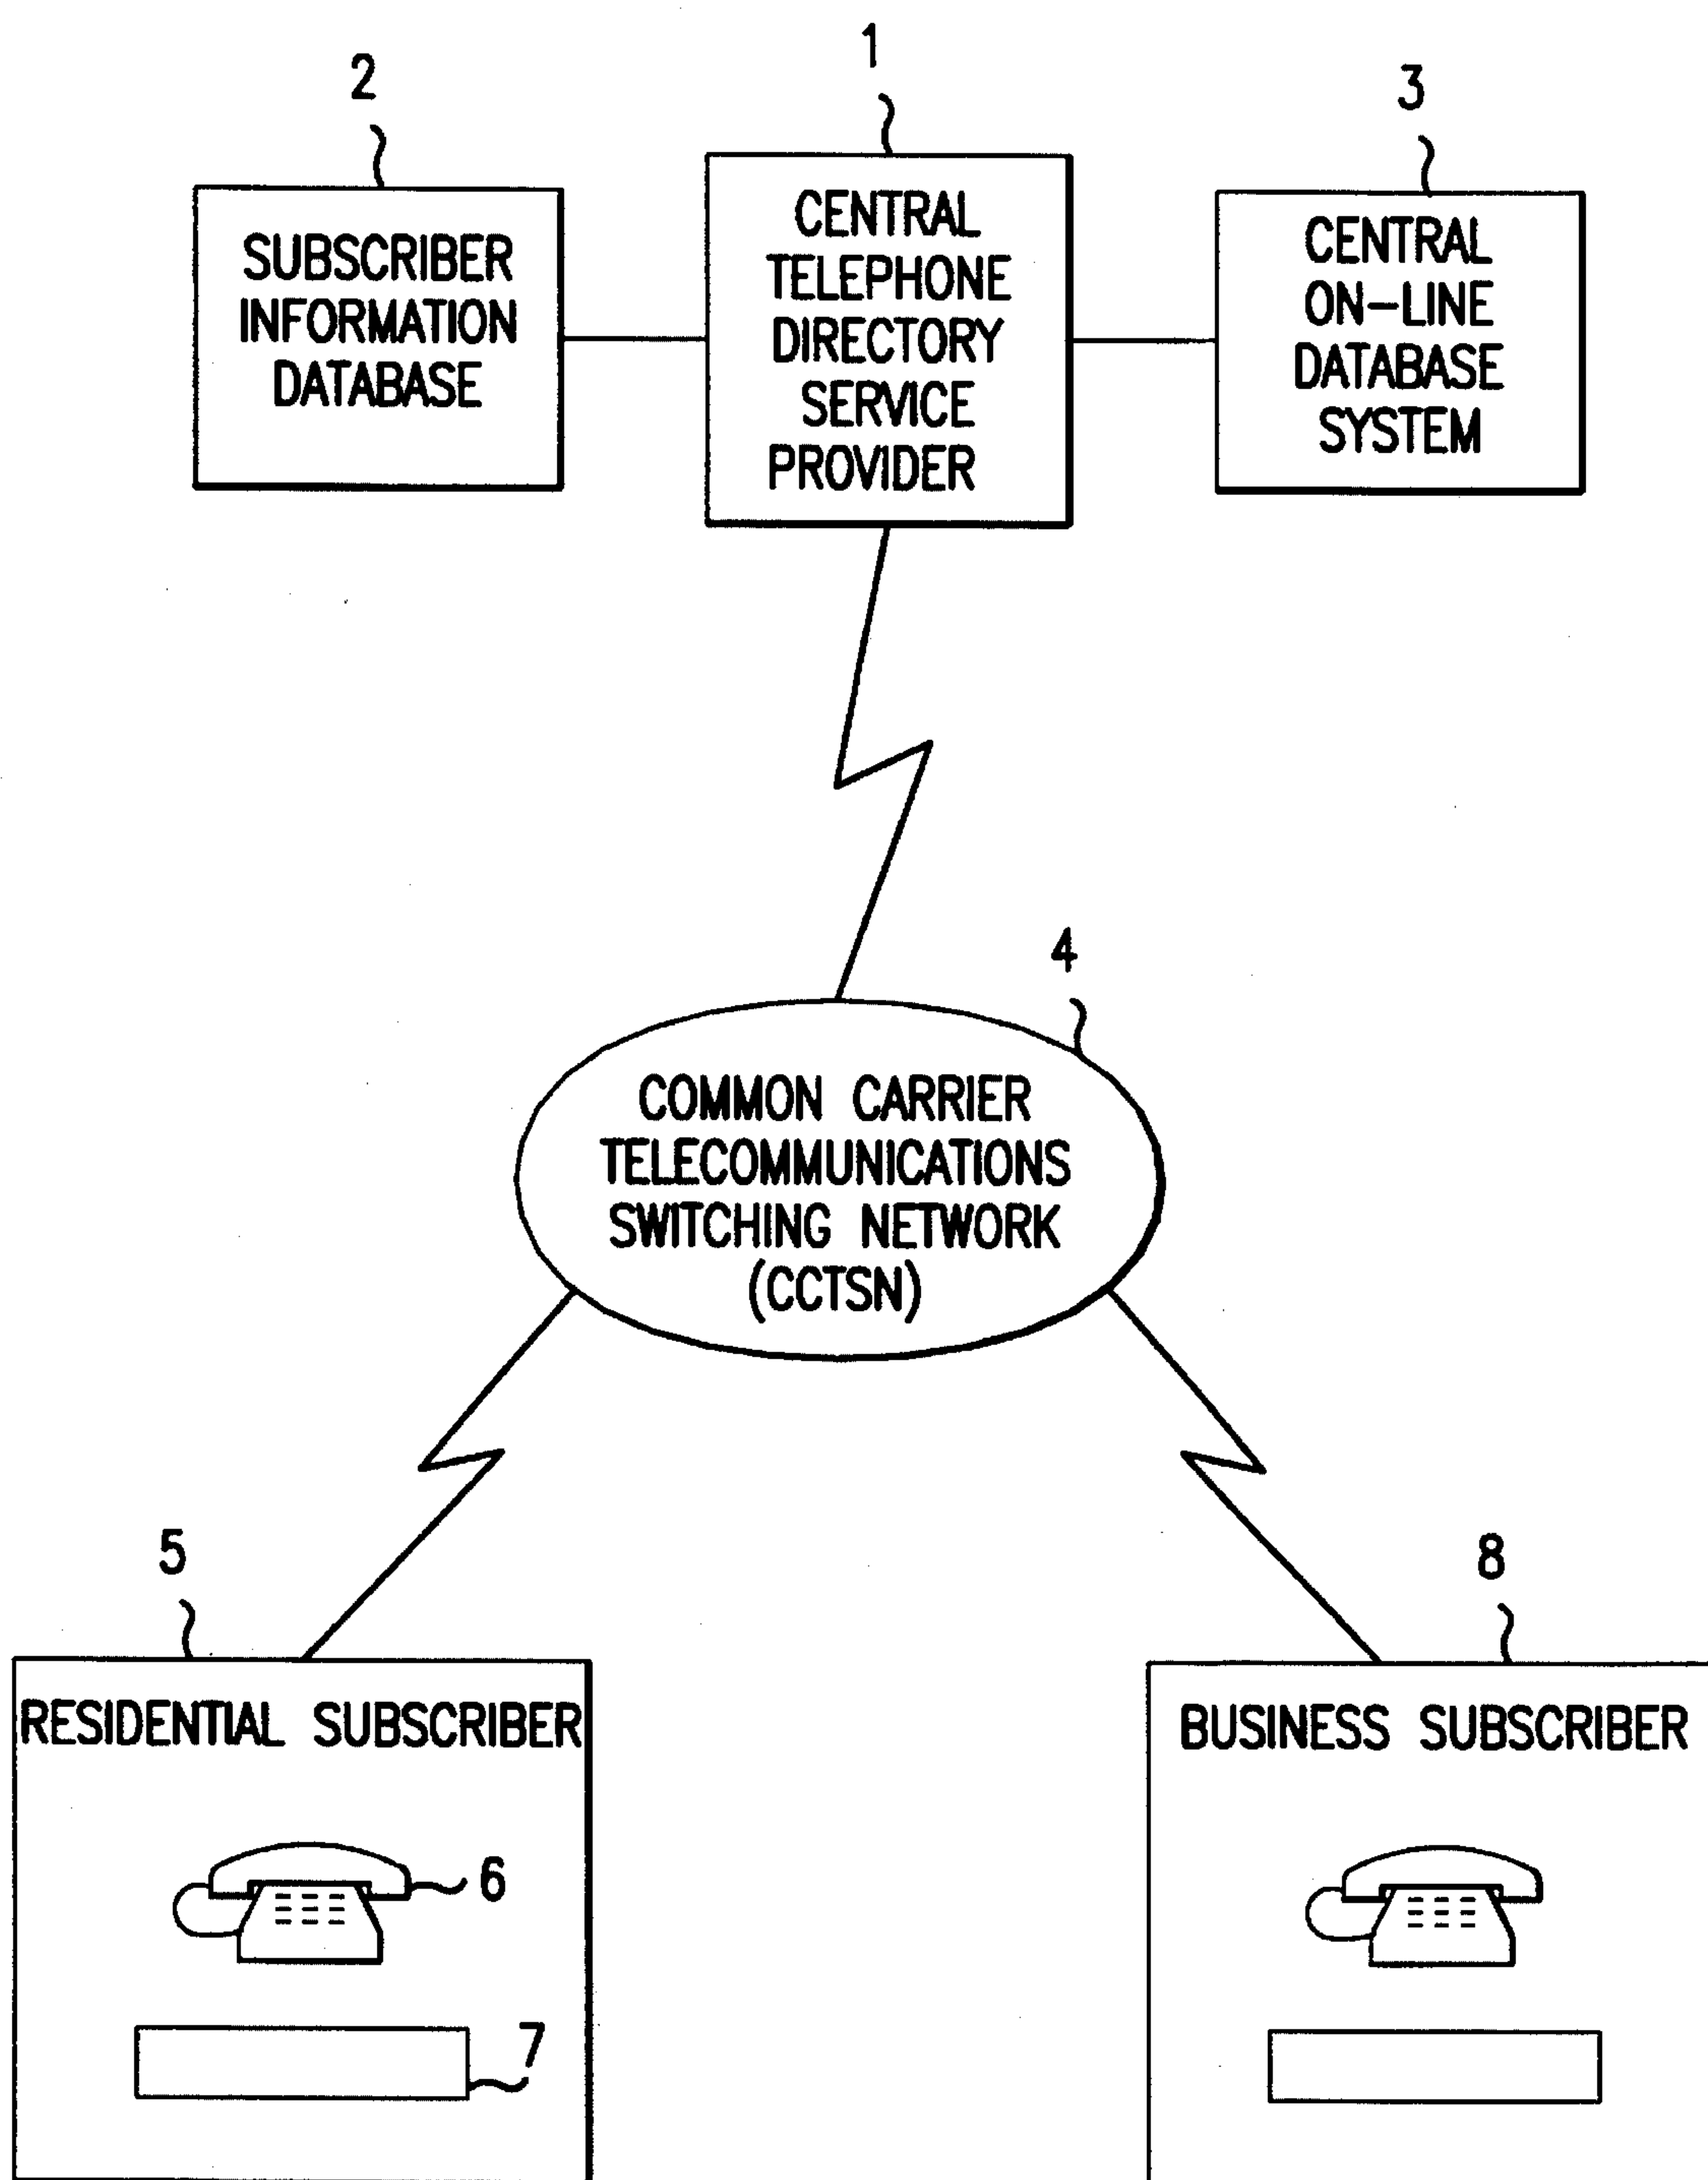 1
2
3
SUBSCRIBER
INFORMATION
DATABASE
CENTRAL
TELEPHONE
DIRECTORY
SERVICE
PROVIDER
CENTRAL
ON-LINE
DATABASE
SYSTEM
4
COMMON CARRIER
TELECOMMUNICATIONS
SWITCHING NETWORK
(CCTSN)
5
8
RESIDENTIAL SUBSCRIBER
6
7
BUSINESS SUBSCRIBER